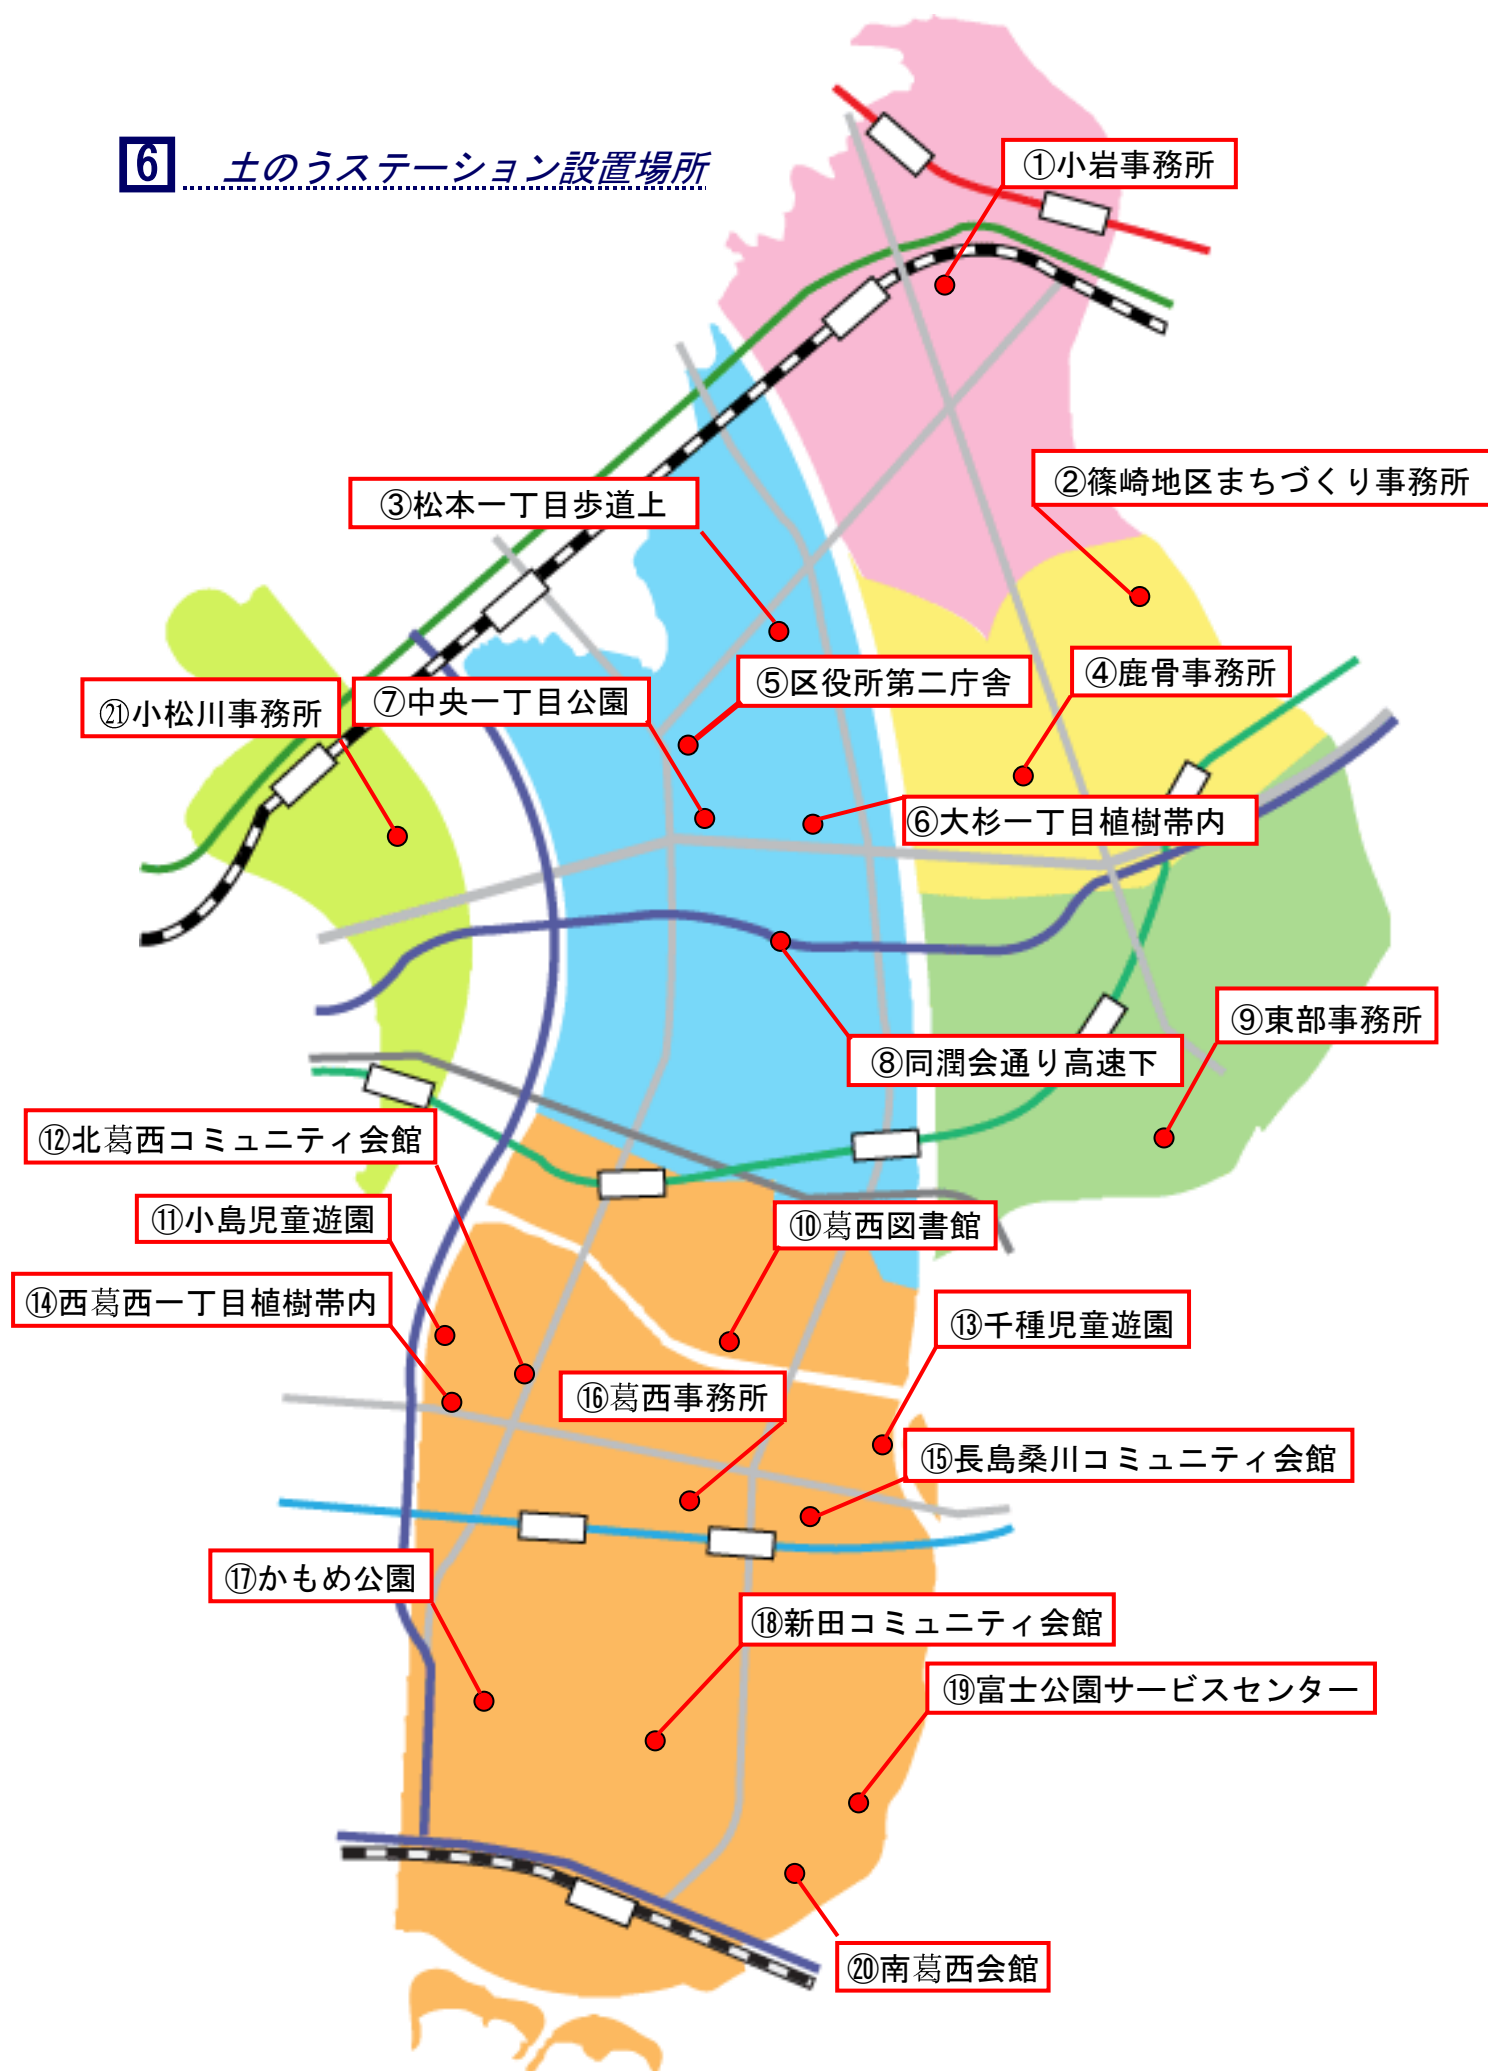 6 土のうステーション設置場所
①小岩事務所
②篠崎地区まちづくり事務所
③松本一丁目歩道上
⑤区役所第二庁舎
④鹿骨事務所
⑦中央一丁目公園
㉑小松川事務所
⑥大杉一丁目植樹帯内
⑨東部事務所
⑧同潤会通り高速下
⑫北葛西コミュニティ会館
⑪小島児童遊園
⑩葛西図書館
⑭西葛西一丁目植樹帯内
⑬千種児童遊園
⑯葛西事務所
⑮長島桑川コミュニティ会館
⑰かもめ公園
⑱新田コミュニティ会館
⑲富士公園サービスセンター
⑳南葛西会館